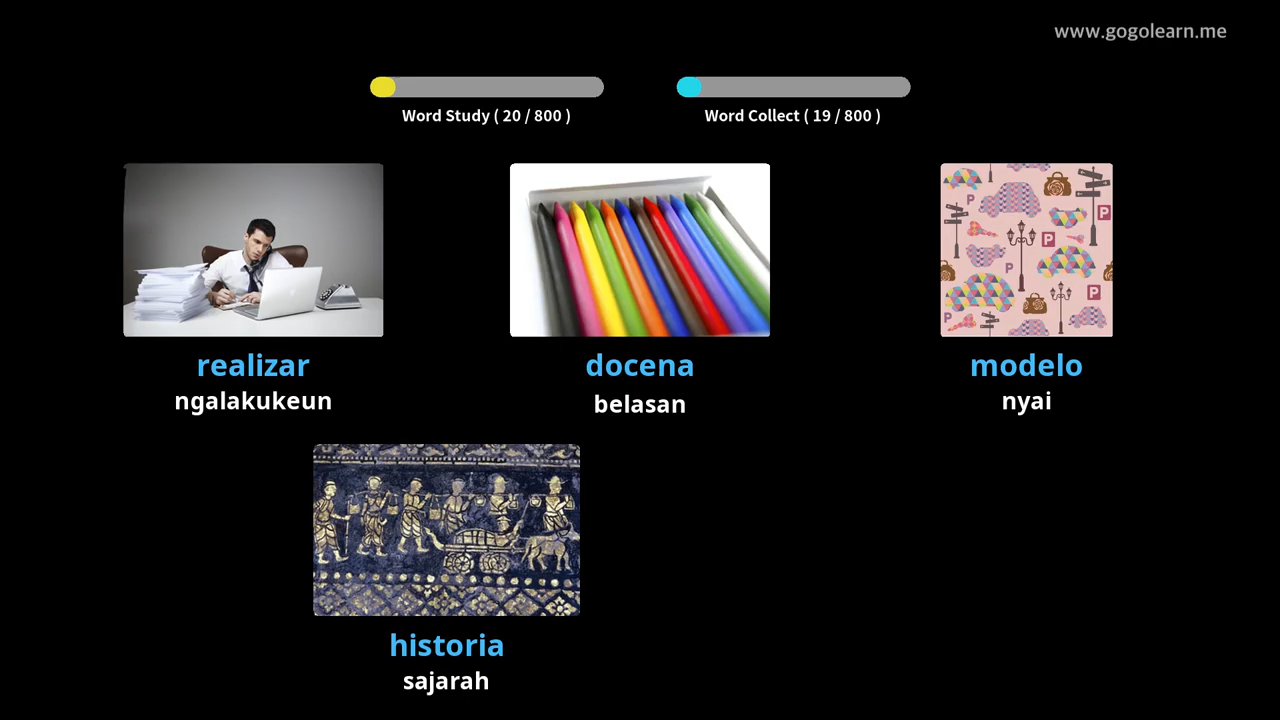 www.gogolearn.me
Word Study ( 20 / 800 )
Word Collect ( 19 / 800 )
P
P
P
P
P
P
realizar
docena
modelo
ngalakukeun
belasan
nyai
historia
sajarah